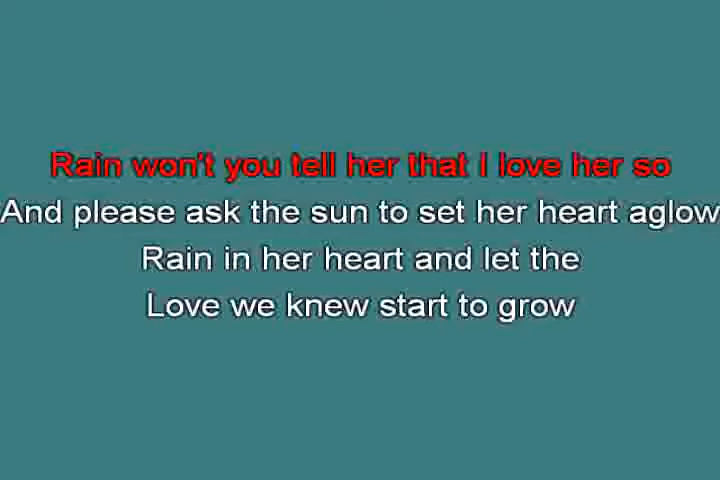 Rain won't you tell her that I love her so
And please ask the sun to set her heart aglow
Rain in her heart and let the
Love we knew start to grow